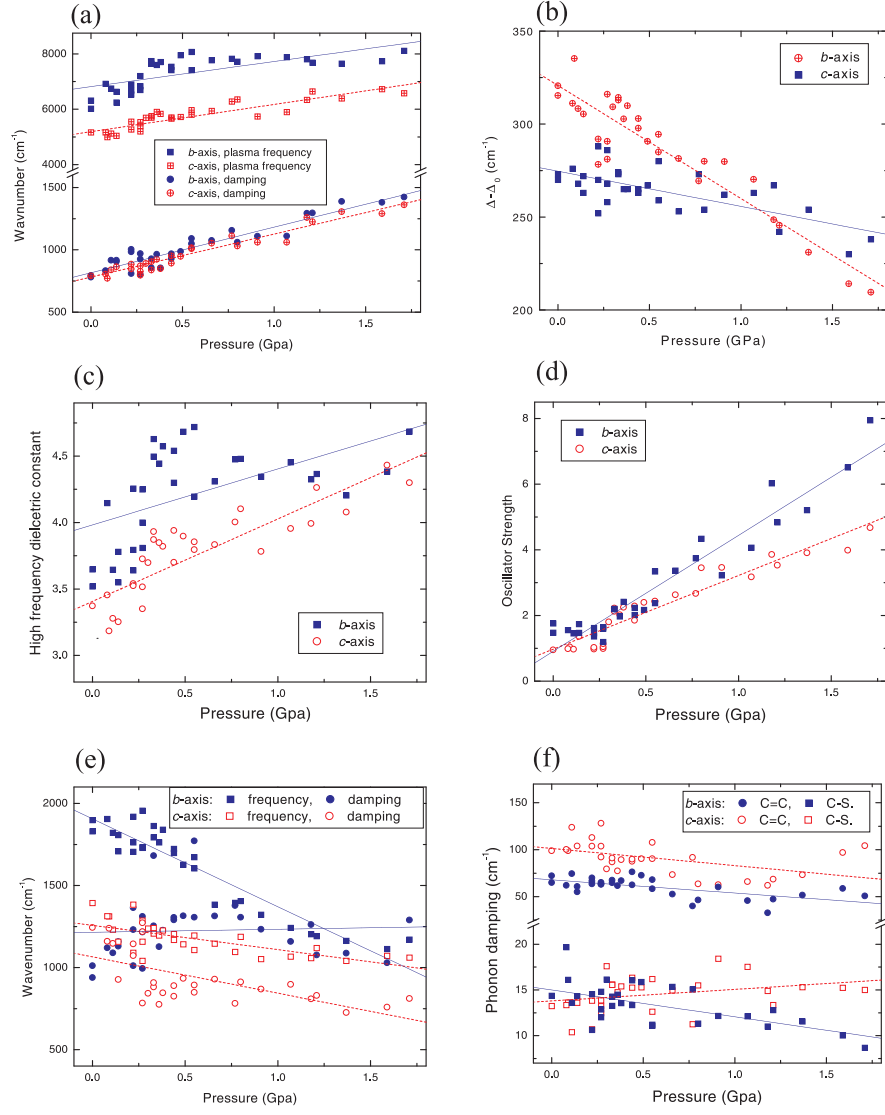 (a)
8000
6000
4000
1500
1000
500
0.0
0.5
1.0
1.5
Wavnumber (cm-1)
Pressure (Gpa)
b-axis, plasma frequency
c-axis, plasma frequency
b-axis, damping
c-axis, damping
(b)
350
300
250
200
0.0
0.5
1.0
1.5
Δ-Δ0 (cm-1)
Pressure (GPa)
b-axis
c-axis
(c)
4.5
4.0
3.5
3.0
0.0
0.5
1.0
1.5
High frequency dielcetric constant
Pressure (Gpa)
b-axis
c-axis
(d)
8
6
4
2
0
0.0
0.5
1.0
1.5
Oscillator Strength
Pressure (Gpa)
b-axis
c-axis
(e)
2000
1750
1500
1250
1000
750
500
0.0
0.5
1.0
1.5
Wavenumber (cm-1)
Pressure (Gpa)
b-axis: frequency, damping
c-axis: frequency, damping
(f)
150
125
100
75
50
15
10
0.0
0.5
1.0
1.5
Phonon damping (cm-1)
Pressure (Gpa)
b-axis: C=C, C-S.
c-axis: C=C, C-S.